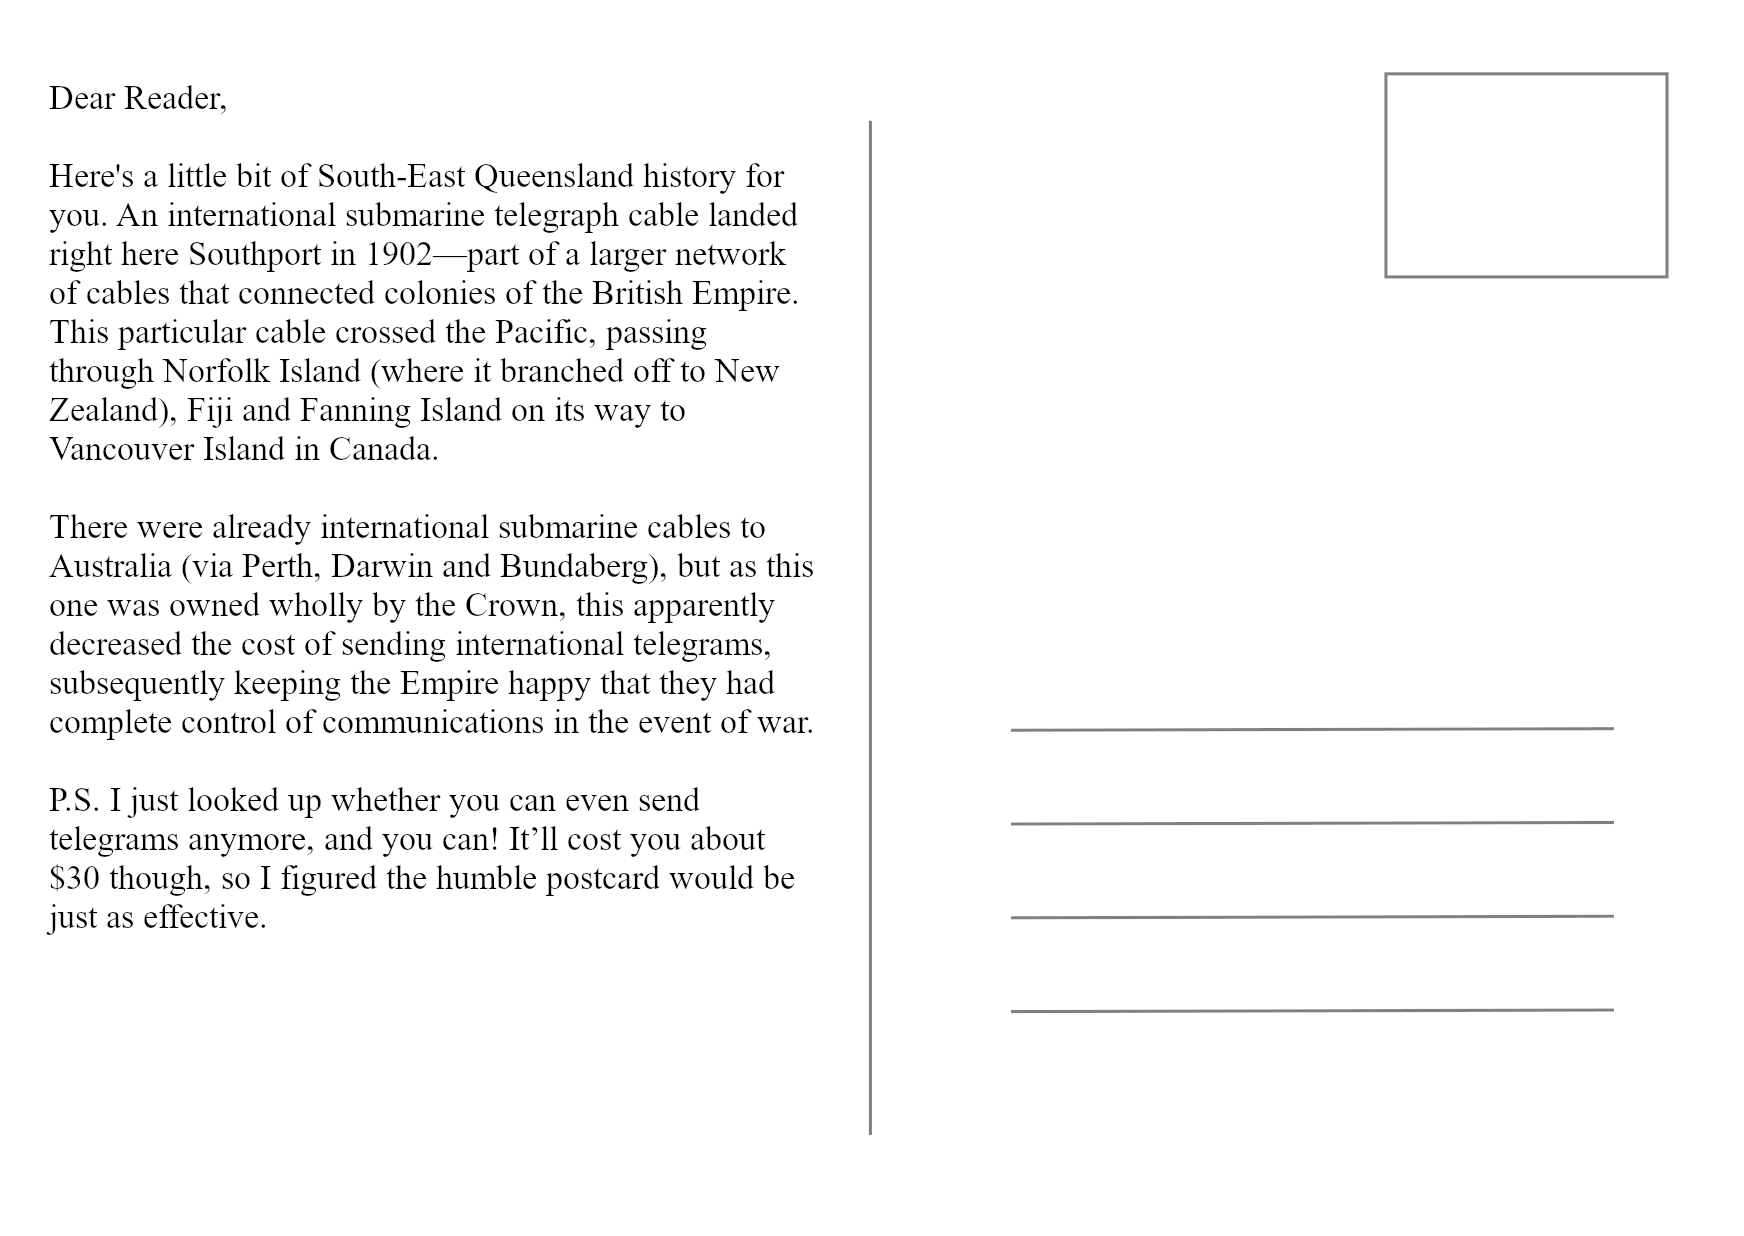 Dear Reader,
Here's a little bit of South-East Queensland history for
you. An international submarine telegraph cable landed
right here Southport in 1902—part of a larger network
of cables that connected colonies of the British Empire.
This particular cable crossed the Pacific, passing
through Norfolk Island (where it branched off to New
Zealand), Fiji and Fanning Island on its way to
Vancouver Island in Canada.
There were already international submarine cables to
Australia (via Perth, Darwin and Bundaberg), but as this
one was owned wholly by the Crown, this apparently
decreased the cost of sending international telegrams,
subsequently keeping the Empire happy that they had
complete control of communications in the event of war.
P.S. I just looked up whether you can even send
telegrams anymore, and you can! It’ll cost you about
$30 though, so I figured the humble postcard would be
just as effective.